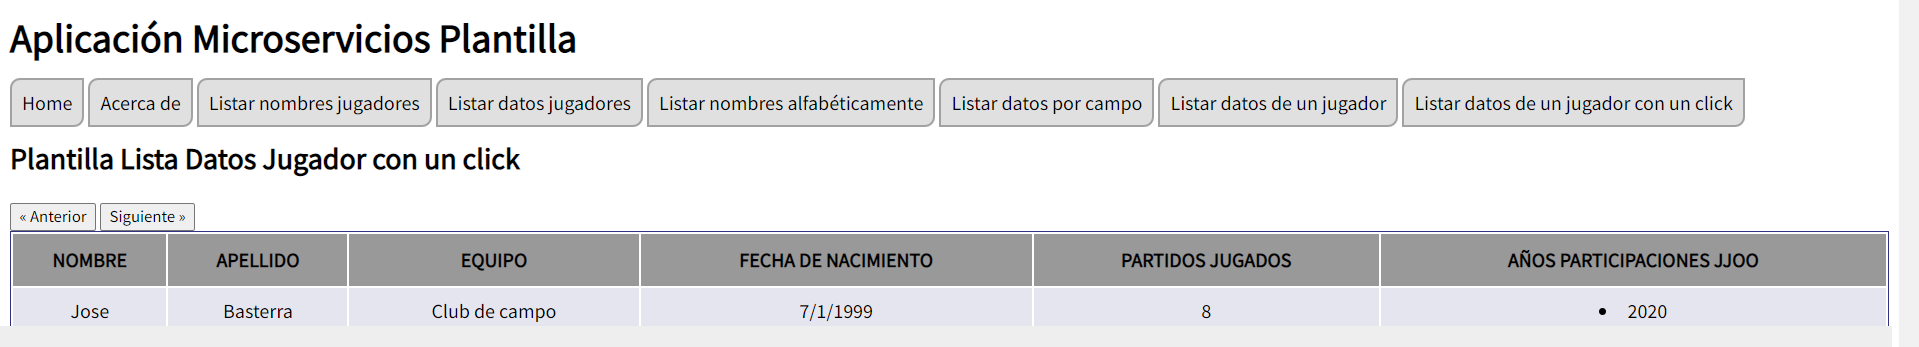 Aplicación Microservicios Plantilla
Home Acerca de Listar nombres jugadores Listar datos jugadores Listar nombres alfabéticamente Listar datos por campo Listar datos de un jugador Listar datos de un jugador con un click
Plantilla Lista Datos Jugador con un click
« Anterior Siguiente »
NOMBRE APELLIDO EQUIPO FECHA DE NACIMIENTO PARTIDOS JUGADOS AÑOS PARTICIPACIONES JJOO
Jose Basterra Club de campo 7/1/1999 8 • 2020